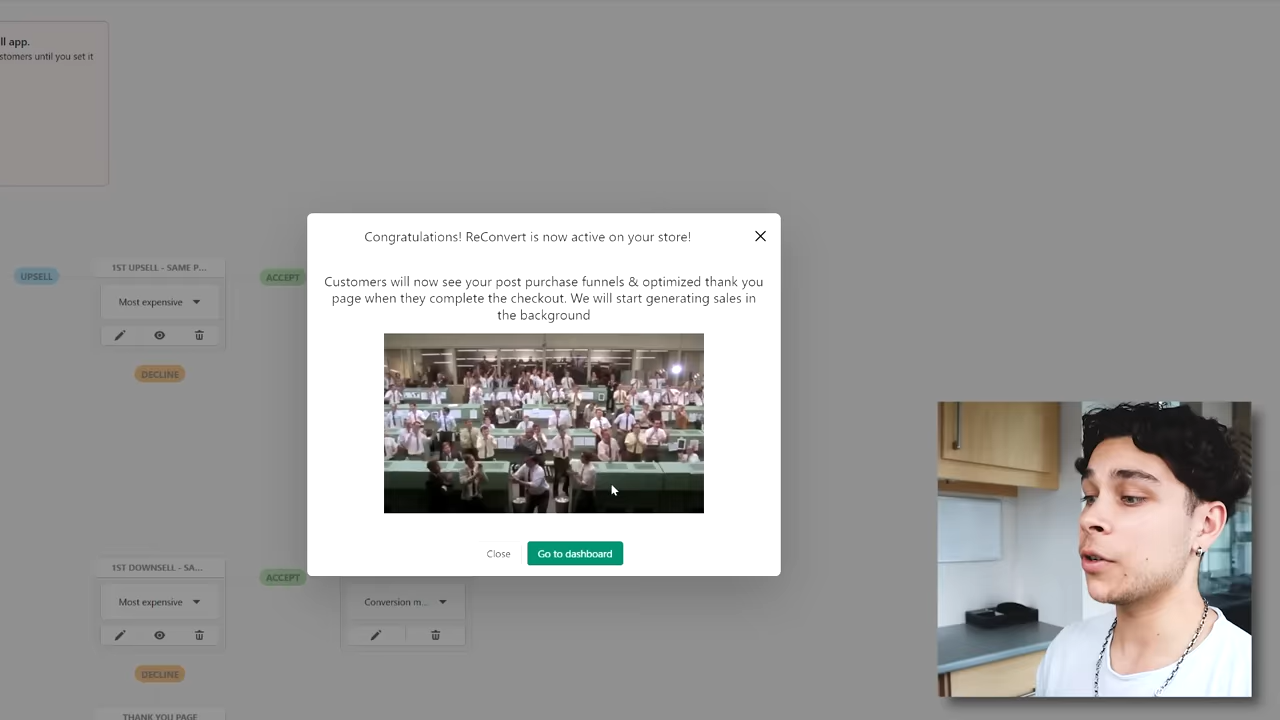 ll app.
stomers until you set it
Congratulations! ReConvert is now active on your store!
Customers will now see your post purchase funnels & optimized thank you
page when they complete the checkout. We will start generating sales in
the background
UPSELL
1ST UPSELL - SAME P...
ACCEPT
Most expensive
DECLINE
Close
Go to dashboard
1ST DOWNSELL - SA...
ACCEPT
Most expensive
Conversion m...
DECLINE
THANK YOU PAGE